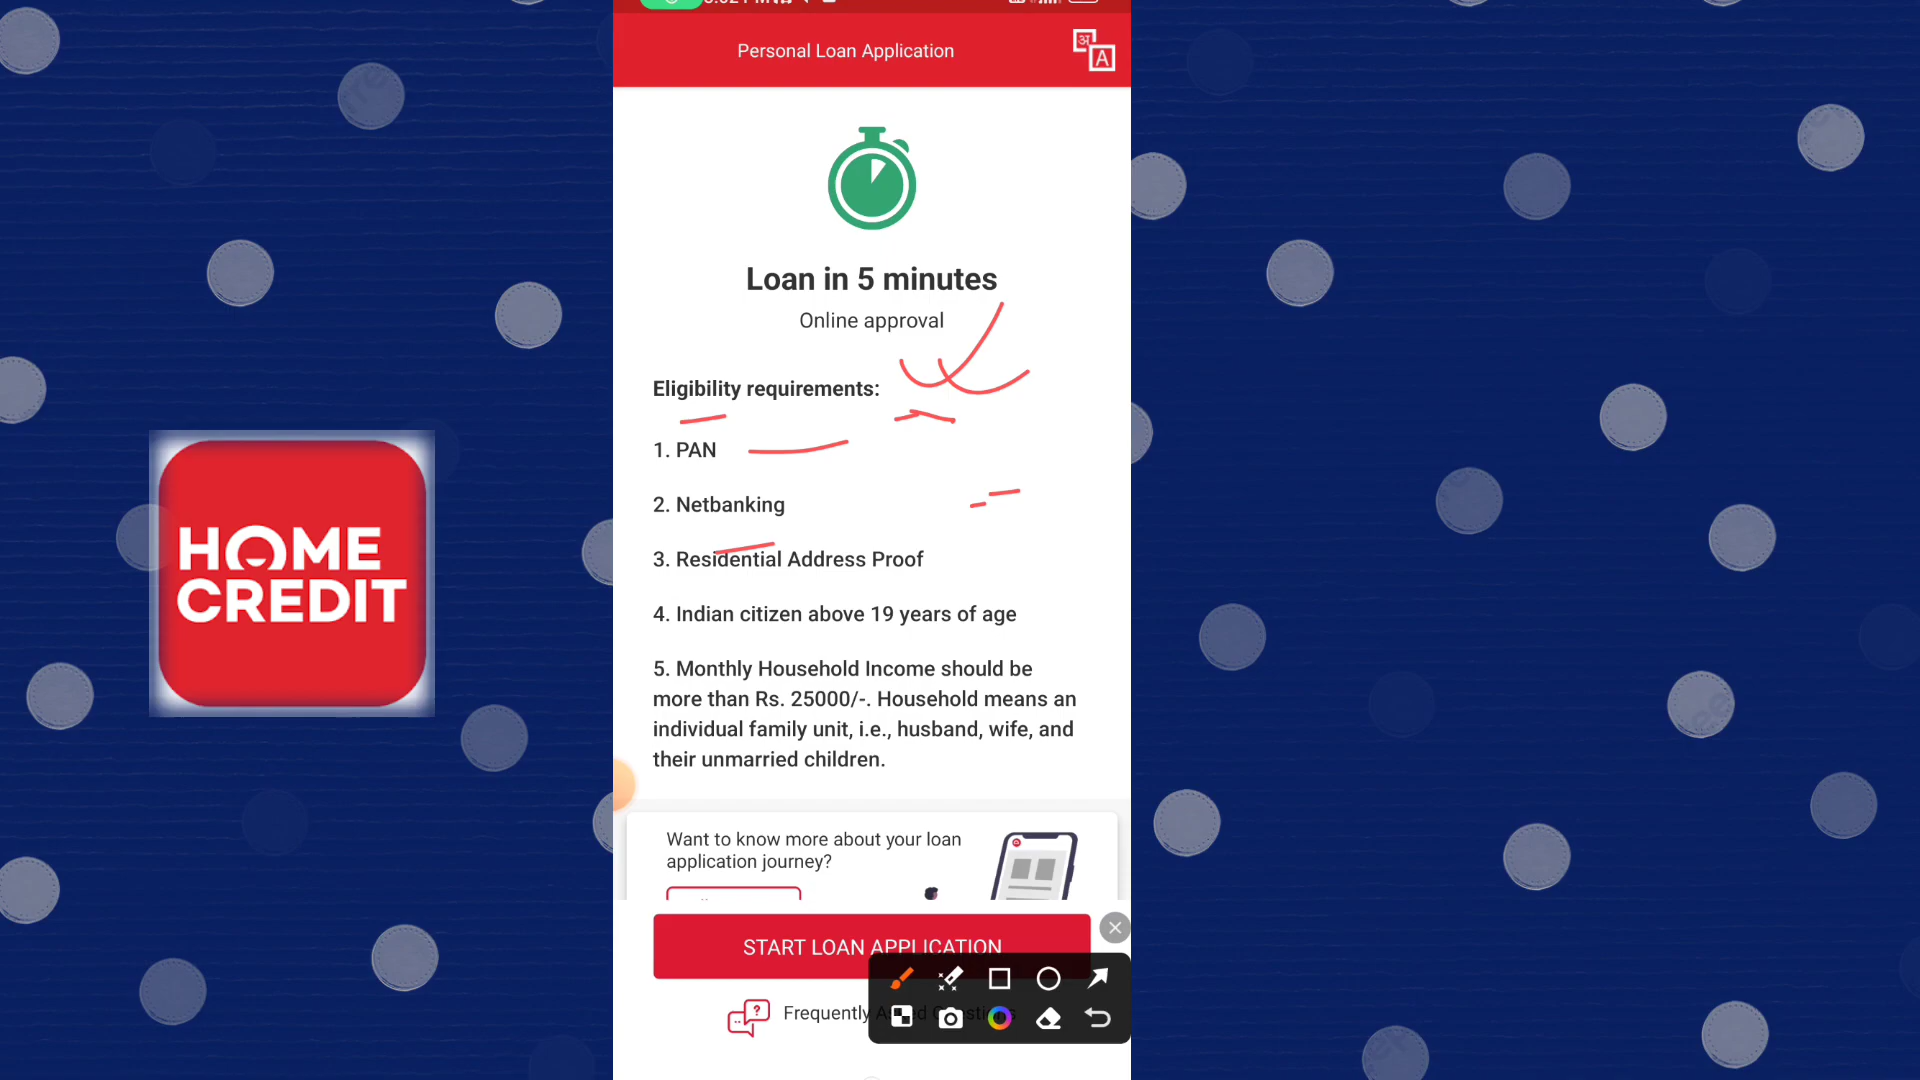 Personal Loan Application
अ
A
Loan in 5 minutes
Online approval
Eligibility requirements:
1. PAN
2. Netbanking
3. Residential Address Proof
4. Indian citizen above 19 years of age
5. Monthly Household Income should be
more than Rs. 25000/-. Household means an
individual family unit, i.e., husband, wife, and
their unmarried children.
HOME
CREDIT
Want to know more about your loan
application journey?
START LOAN APPLICATION
Frequently